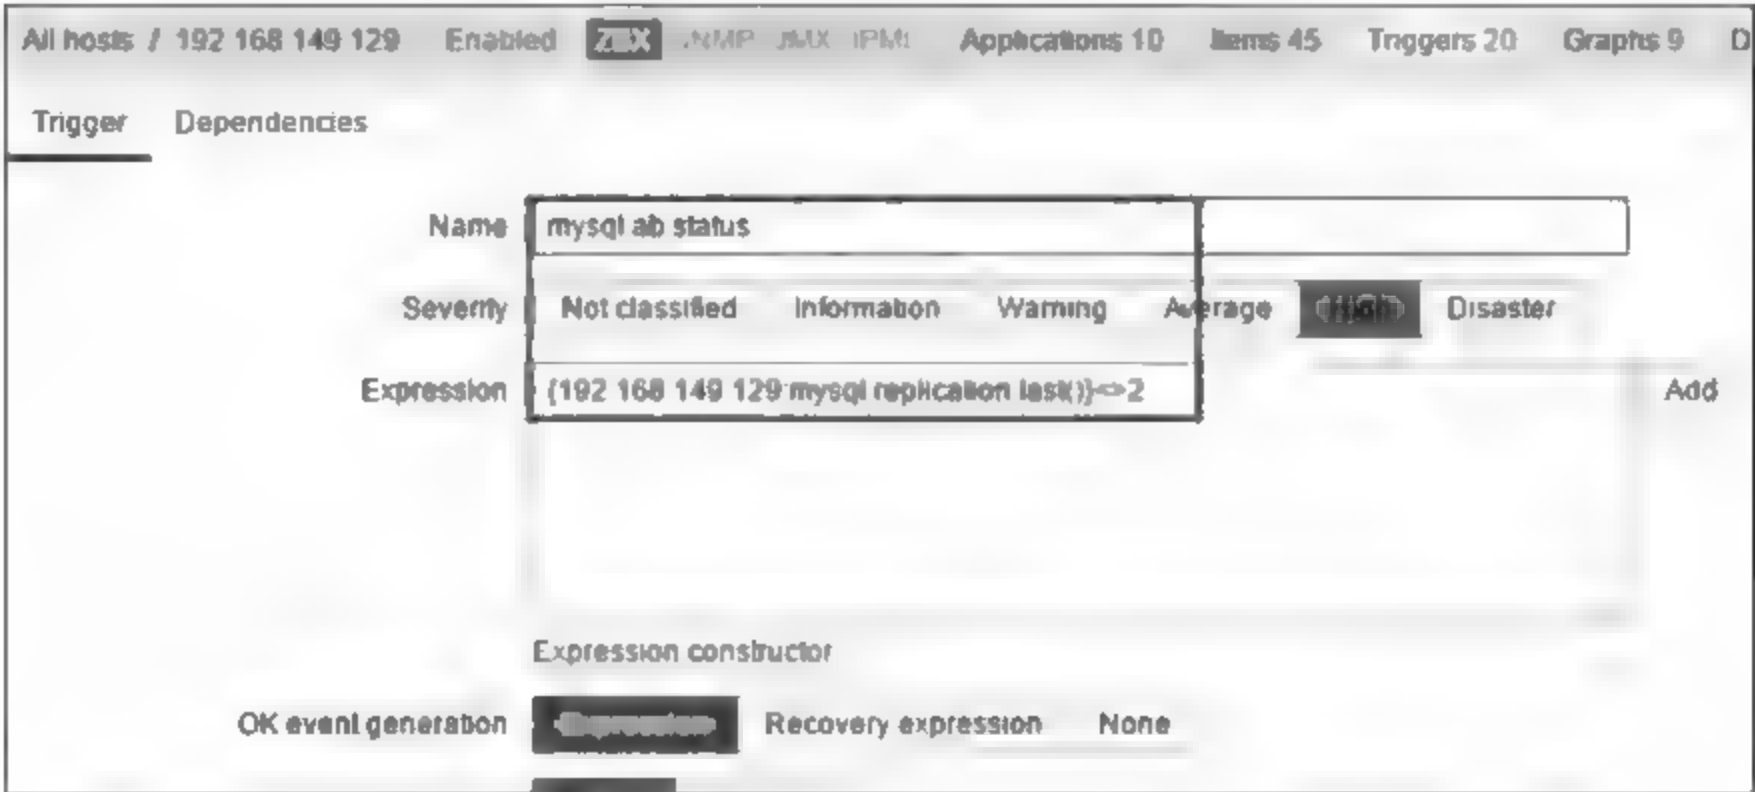 All hosts / 192 168 149 129 Enabled ZBX SNMP JMX IPMI Applications 10 Items 45 Triggers 20 Graphs 9 D
Trigger Dependencies
Name mysql ab status
Severity Not classified Information Warning Average High Disaster
Expression {192 168 149 129:mysql replication last()}<>2 Add
Expression constructor
OK event generation Expression Recovery expression None